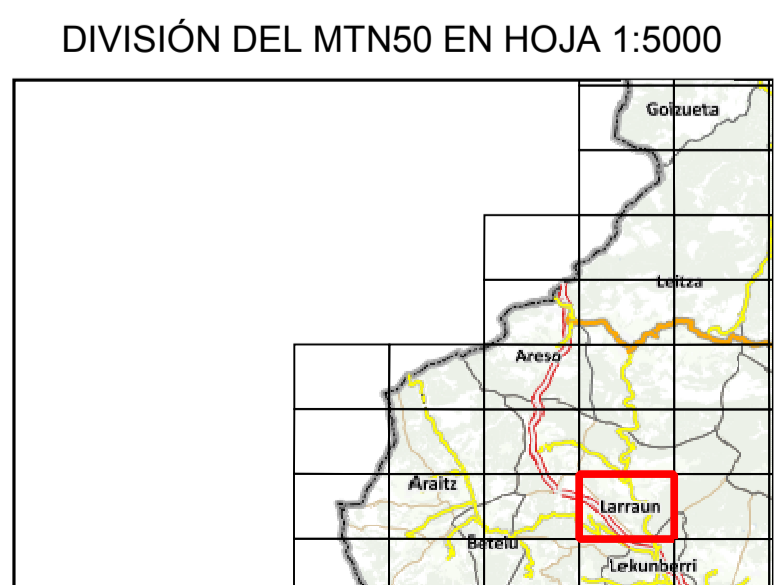 DIVISIÓN DEL MTN50 EN HOJA 1:5000
Goizueta
Leitza
Areso
Araitz
Larraun
Betelu
Lekunberri